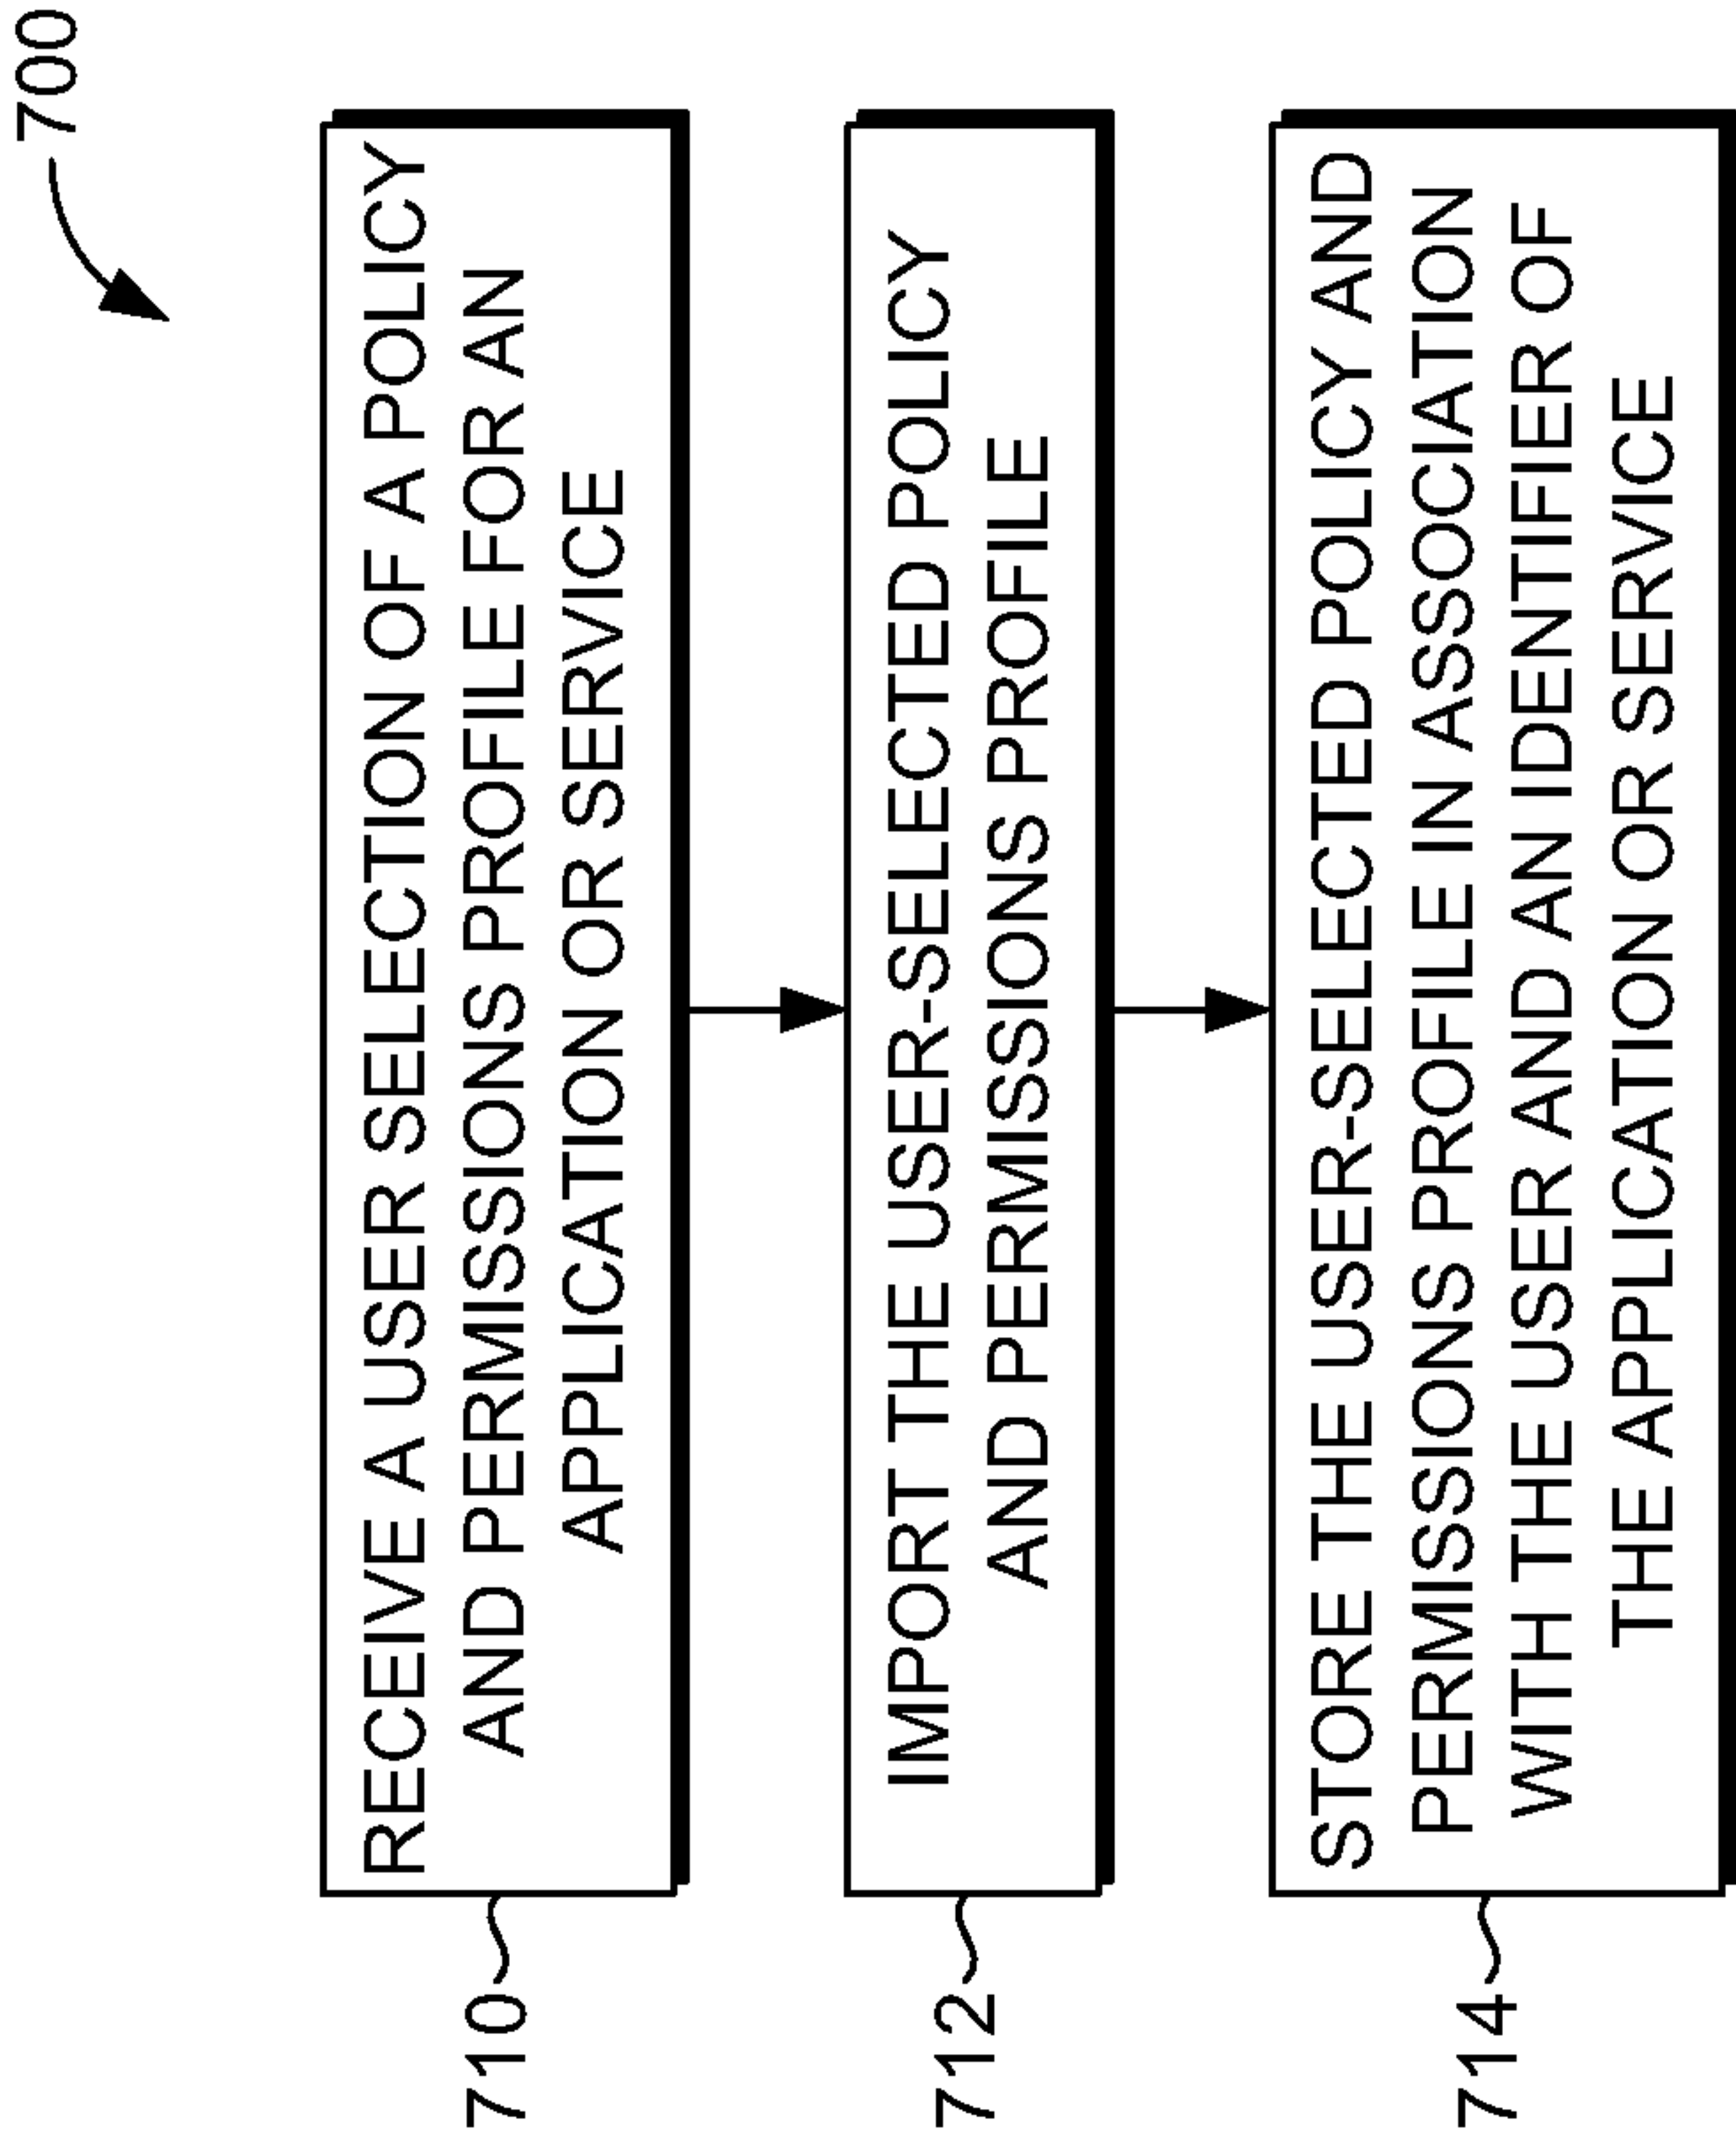 700
710
RECEIVE A USER SELECTION OF A POLICY
AND PERMISSIONS PROFILE FOR AN
APPLICATION OR SERVICE
712
IMPORT THE USER-SELECTED POLICY
AND PERMISSIONS PROFILE
714
STORE THE USER-SELECTED POLICY AND
PERMISSIONS PROFILE IN ASSOCIATION
WITH THE USER AND AN IDENTIFIER OF
THE APPLICATION OR SERVICE